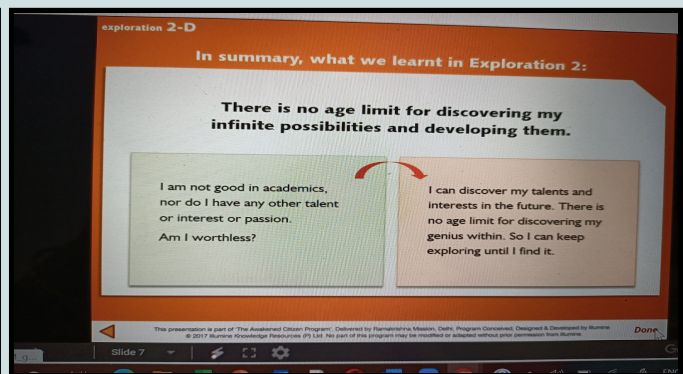 exploration 2-D
In summary, what we learnt in Exploration 2:
There is no age limit for discovering my
infinite possibilities and developing them.
I am not good in academics,
nor do I have any other talent
or interest or passion.
Am I worthless?
I can discover my talents and
interests in the future. There is
no age limit for discovering my
genius within. So I can keep
exploring until I find it.
This presentation is part of 'The Awakened Citizen Program'. Delivered by Ramakrishna Mission, Delhi; Program Conceived, Designed & Developed by Illumine.
© 2017 Illumine Knowledge Resources (P) Ltd. No part of this program may be modified or adapted without prior permission from Illumine.
Done
Slide 7